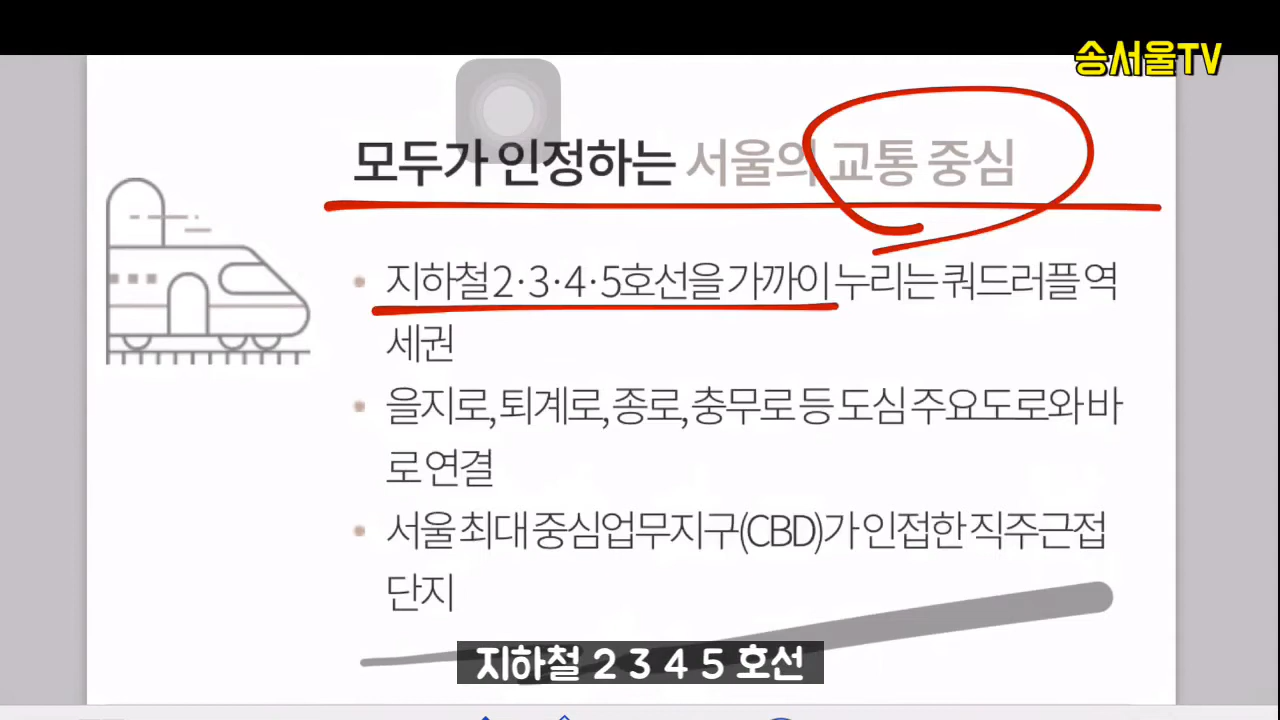 송서울TV
모두가 인정하는 서울의 교통 중심
지하철 2·3·4·5호선을 가까이 누리는 쿼드러플 역
세권
을지로, 퇴계로, 종로, 충무로 등 도심 주요도로와 바
로 연결
서울 최대 중심업무지구(CBD)가 인접한 직주근접
단지
지하철 2 3 4 5 호선